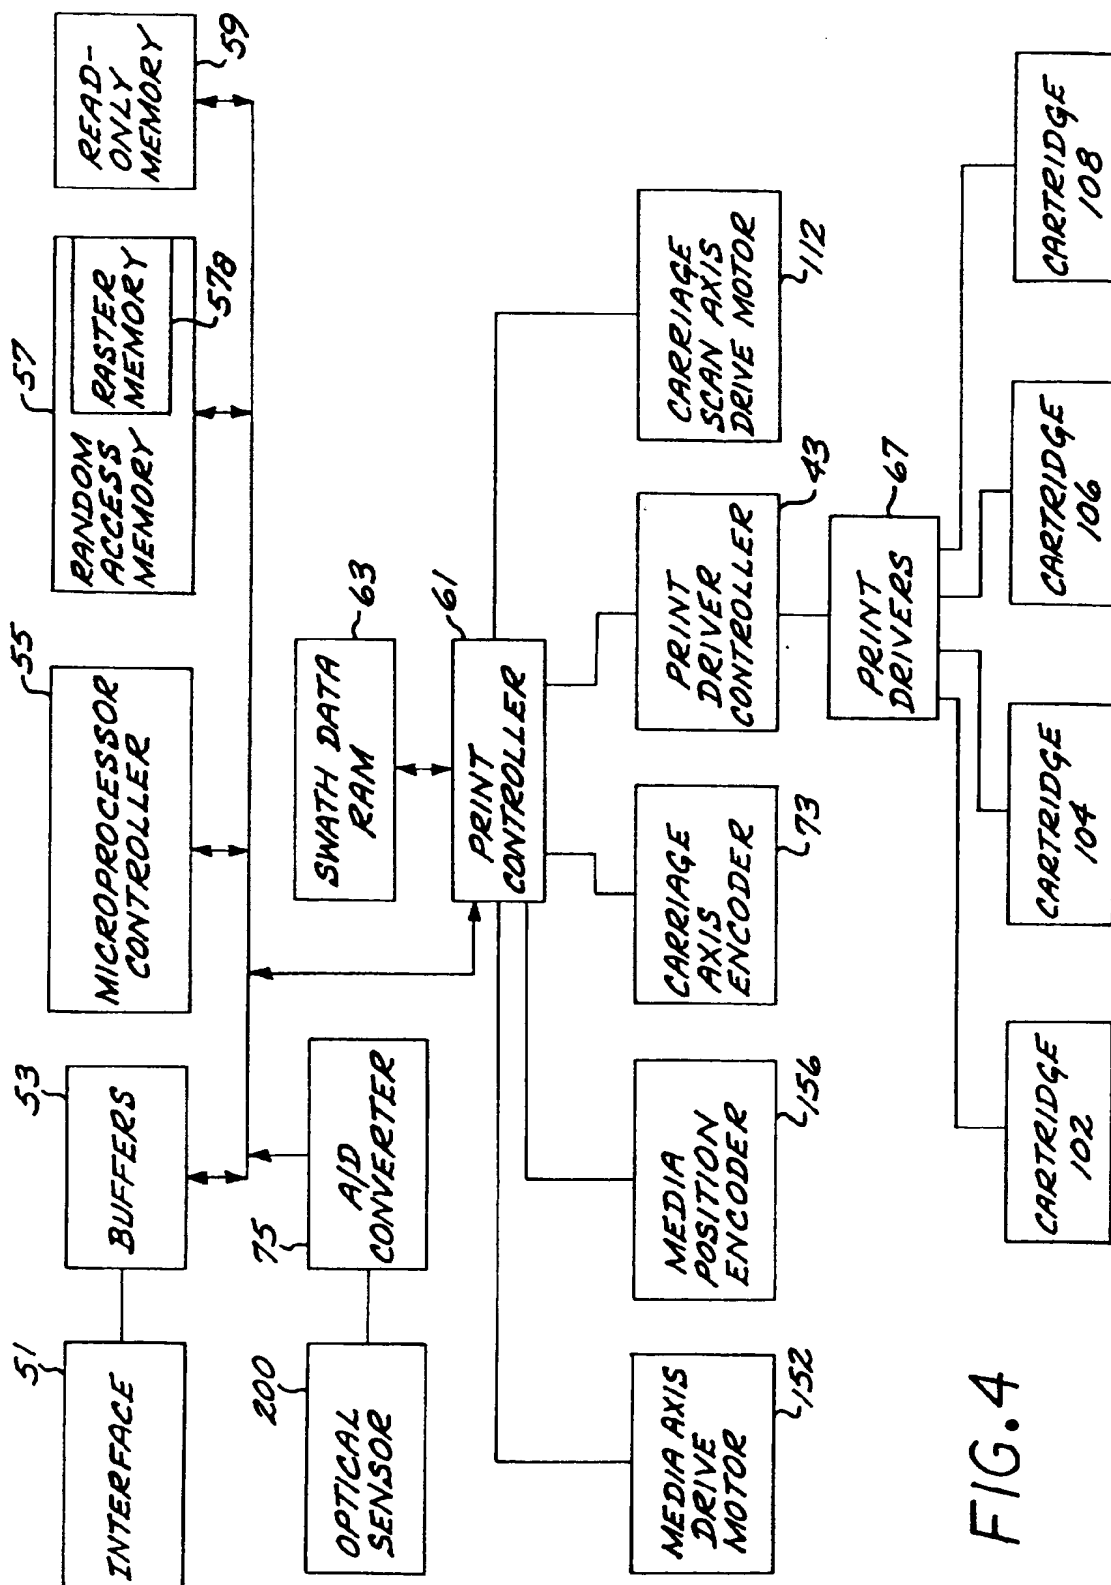 51
INTERFACE
53
BUFFERS
55
MICROPROCESSOR
CONTROLLER
57
RANDOM
ACCESS
MEMORY
RASTER
MEMORY
578
READ-
ONLY
MEMORY
59
200
OPTICAL
SENSOR
75
A/D
CONVERTER
SWATH DATA
RAM
63
PRINT
CONTROLLER
61
MEDIA AXIS
DRIVE
MOTOR
152
MEDIA
POSITION
ENCODER
156
CARRIAGE
AXIS
ENCODER
73
PRINT
DRIVER
CONTROLLER
43
CARRIAGE
SCAN AXIS
DRIVE MOTOR
112
PRINT
DRIVERS
67
CARTRIDGE
102
CARTRIDGE
104
CARTRIDGE
106
CARTRIDGE
108
FIG.4